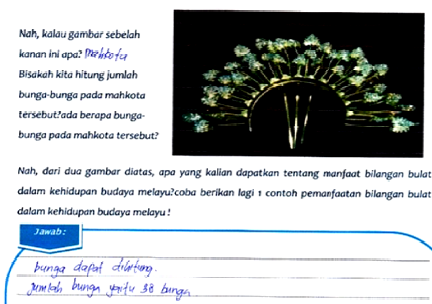 Nah, kalau gambar sebelah
kanan ini apa? Mahkota
Bisakah kita hitung jumlah
bunga-bunga pada mahkota
tersebut?ada berapa bunga-
bunga pada mahkota tersebut?
Nah, dari dua gambar diatas, apa yang kalian dapatkan tentang manfaat bilangan bulat
dalam kehidupan budaya melayu?coba berikan lagi 1 contoh pemanfaatan bilangan bulat
dalam kehidupan budaya melayu!
Jawab:
bunga dapat dihitung.
Jumlah bunga yaitu 38 bunga